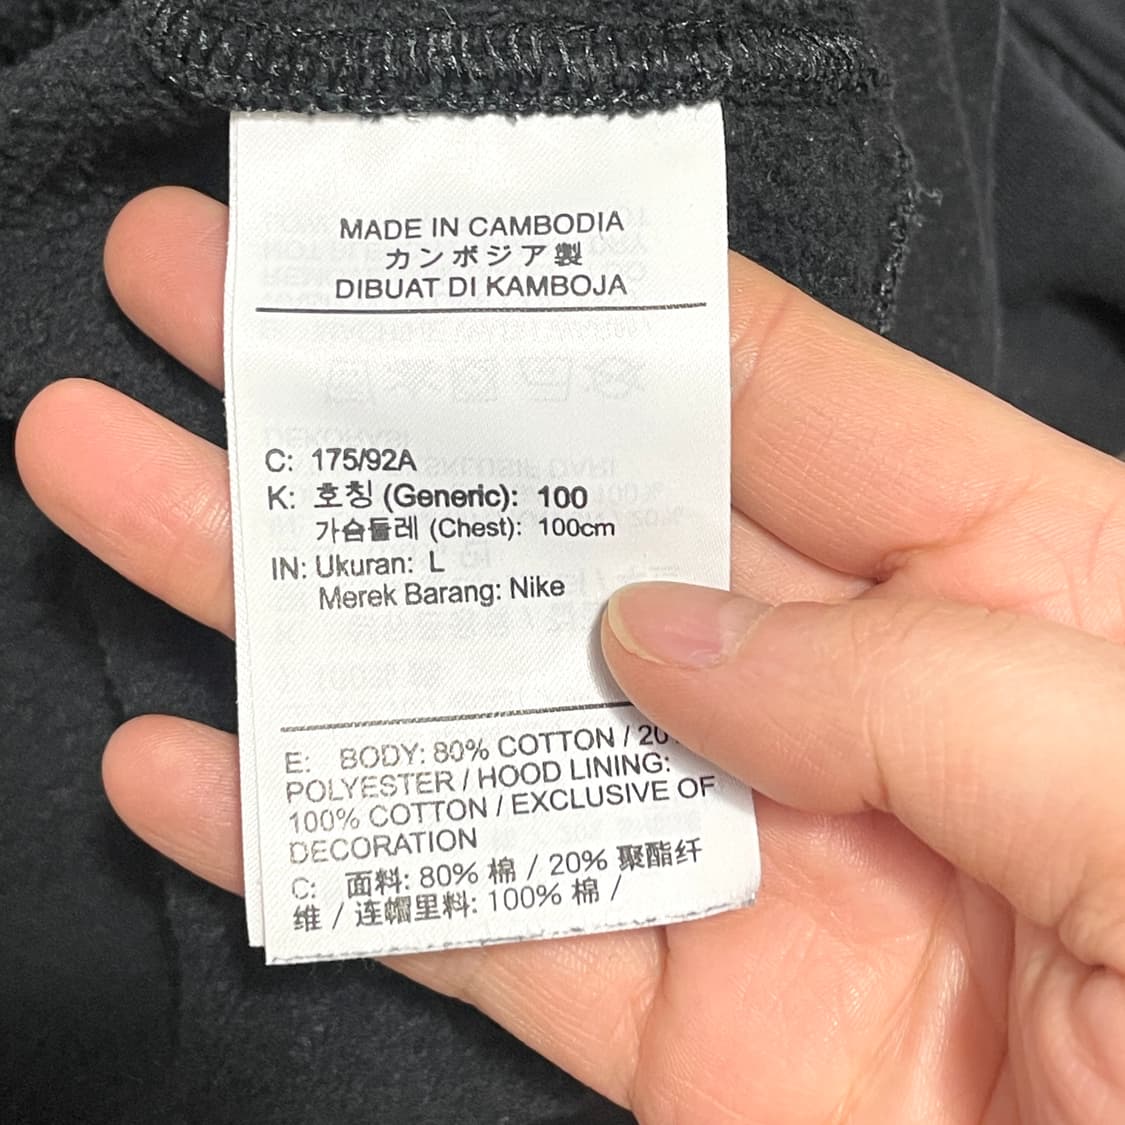 MADE IN CAMBODIA
カンボジア製
DIBUAT DI KAMBOJA
C: 175/92A
K: 호칭 (Generic): 100
가슴둘레 (Chest): 100cm
IN: Ukuran: L
Merek Barang: Nike
E: BODY: 80% COTTON / 20
POLYESTER / HOOD LINING:
100% COTTON / EXCLUSIVE OF
DECORATION
C: 面料: 80% 棉 / 20% 聚酯纤
维 / 连帽里料: 100% 棉 /